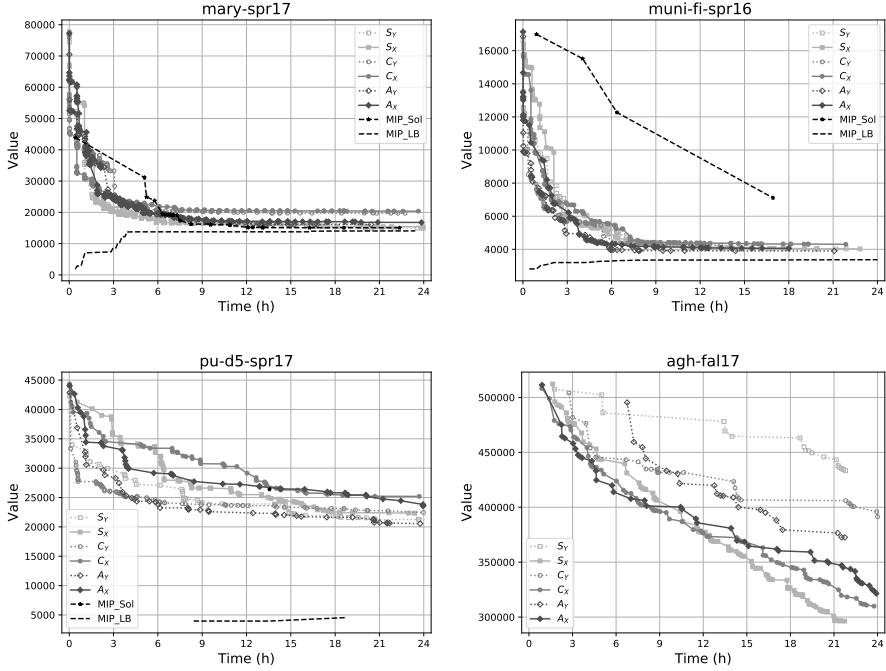 mary-spr17
80000
70000
60000
50000
40000
30000
20000
10000
0
Value
0 3 6 9 12 15 18 21 24
Time (h)
S_Y
S_X
C_Y
C_X
A_Y
A_X
MIP_Sol
MIP_LB
muni-fi-spr16
16000
14000
12000
10000
8000
6000
4000
Value
0 3 6 9 12 15 18 21 24
Time (h)
S_Y
S_X
C_Y
C_X
A_Y
A_X
MIP_Sol
MIP_LB
pu-d5-spr17
45000
40000
35000
30000
25000
20000
15000
10000
5000
Value
0 3 6 9 12 15 18 21 24
Time (h)
S_Y
S_X
C_Y
C_X
A_Y
A_X
MIP_Sol
MIP_LB
agh-fal17
500000
450000
400000
350000
300000
Value
0 3 6 9 12 15 18 21 24
Time (h)
S_Y
S_X
C_Y
C_X
A_Y
A_X